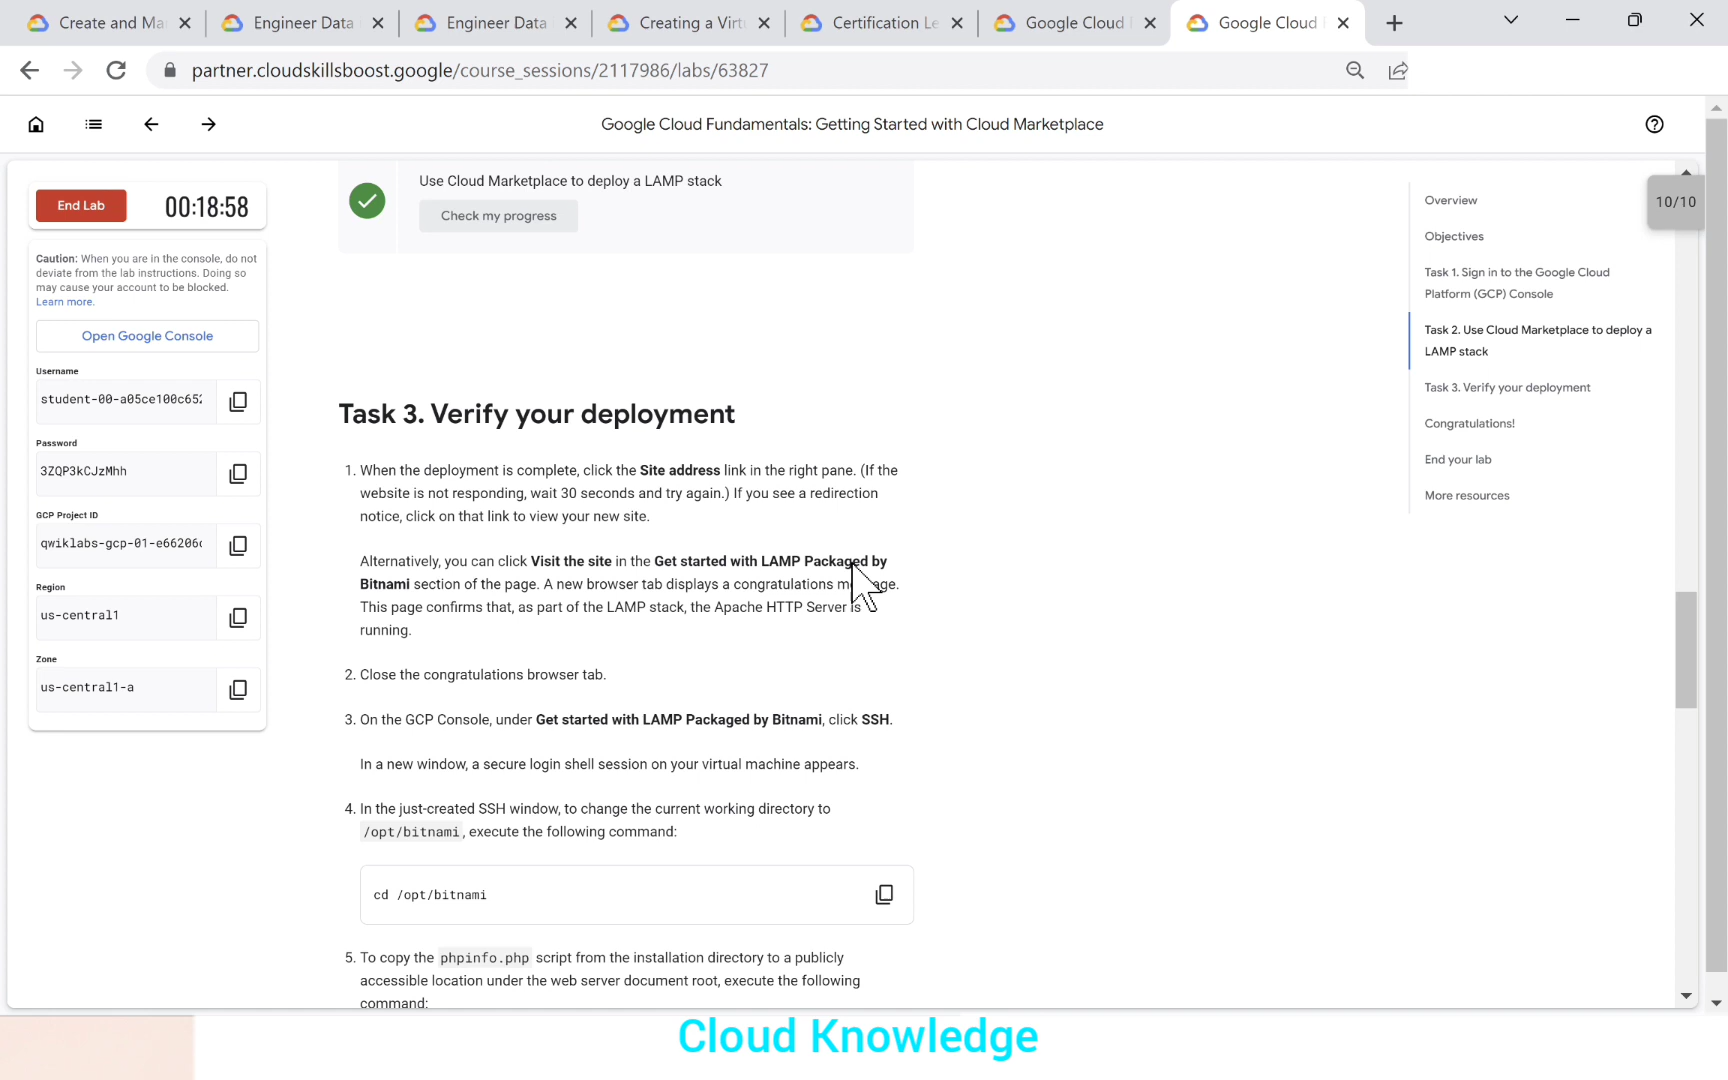 Create and Ma
Engineer Data
Engineer Data
Creating a Virt
Certification Le
Google Cloud
Google Cloud
partner.cloudskillsboost.google/course_sessions/2117986/labs/63827
Google Cloud Fundamentals: Getting Started with Cloud Marketplace
End Lab
00:18:58
Caution: When you are in the console, do not
deviate from the lab instructions. Doing so
may cause your account to be blocked.
Learn more.
Open Google Console
Username
student-00-a05ce100c652
Password
3ZQP3kCJzMhh
GCP Project ID
qwiklabs-gcp-01-e66206
Region
us-central1
Zone
us-central1-a
Use Cloud Marketplace to deploy a LAMP stack
Check my progress
Task 3. Verify your deployment
1. When the deployment is complete, click the Site address link in the right pane. (If the
website is not responding, wait 30 seconds and try again.) If you see a redirection
notice, click on that link to view your new site.
Alternatively, you can click Visit the site in the Get started with LAMP Packaged by
Bitnami section of the page. A new browser tab displays a congratulations
This page confirms that, as part of the LAMP stack, the Apache HTTP Server is
running.
2. Close the congratulations browser tab.
3. On the GCP Console, under Get started with LAMP Packaged by Bitnami, click SSH.
In a new window, a secure login shell session on your virtual machine appears.
4. In the just-created SSH window, to change the current working directory to
/opt/bitnami, execute the following command:
cd /opt/bitnami
5. To copy the phpinfo.php script from the installation directory to a publicly
accessible location under the web server document root, execute the following
command:
Overview
Objectives
Task 1. Sign in to the Google Cloud
Platform (GCP) Console
Task 2. Use Cloud Marketplace to deploy a
LAMP stack
Task 3. Verify your deployment
Congratulations!
End your lab
More resources
10/10
Cloud Knowledge